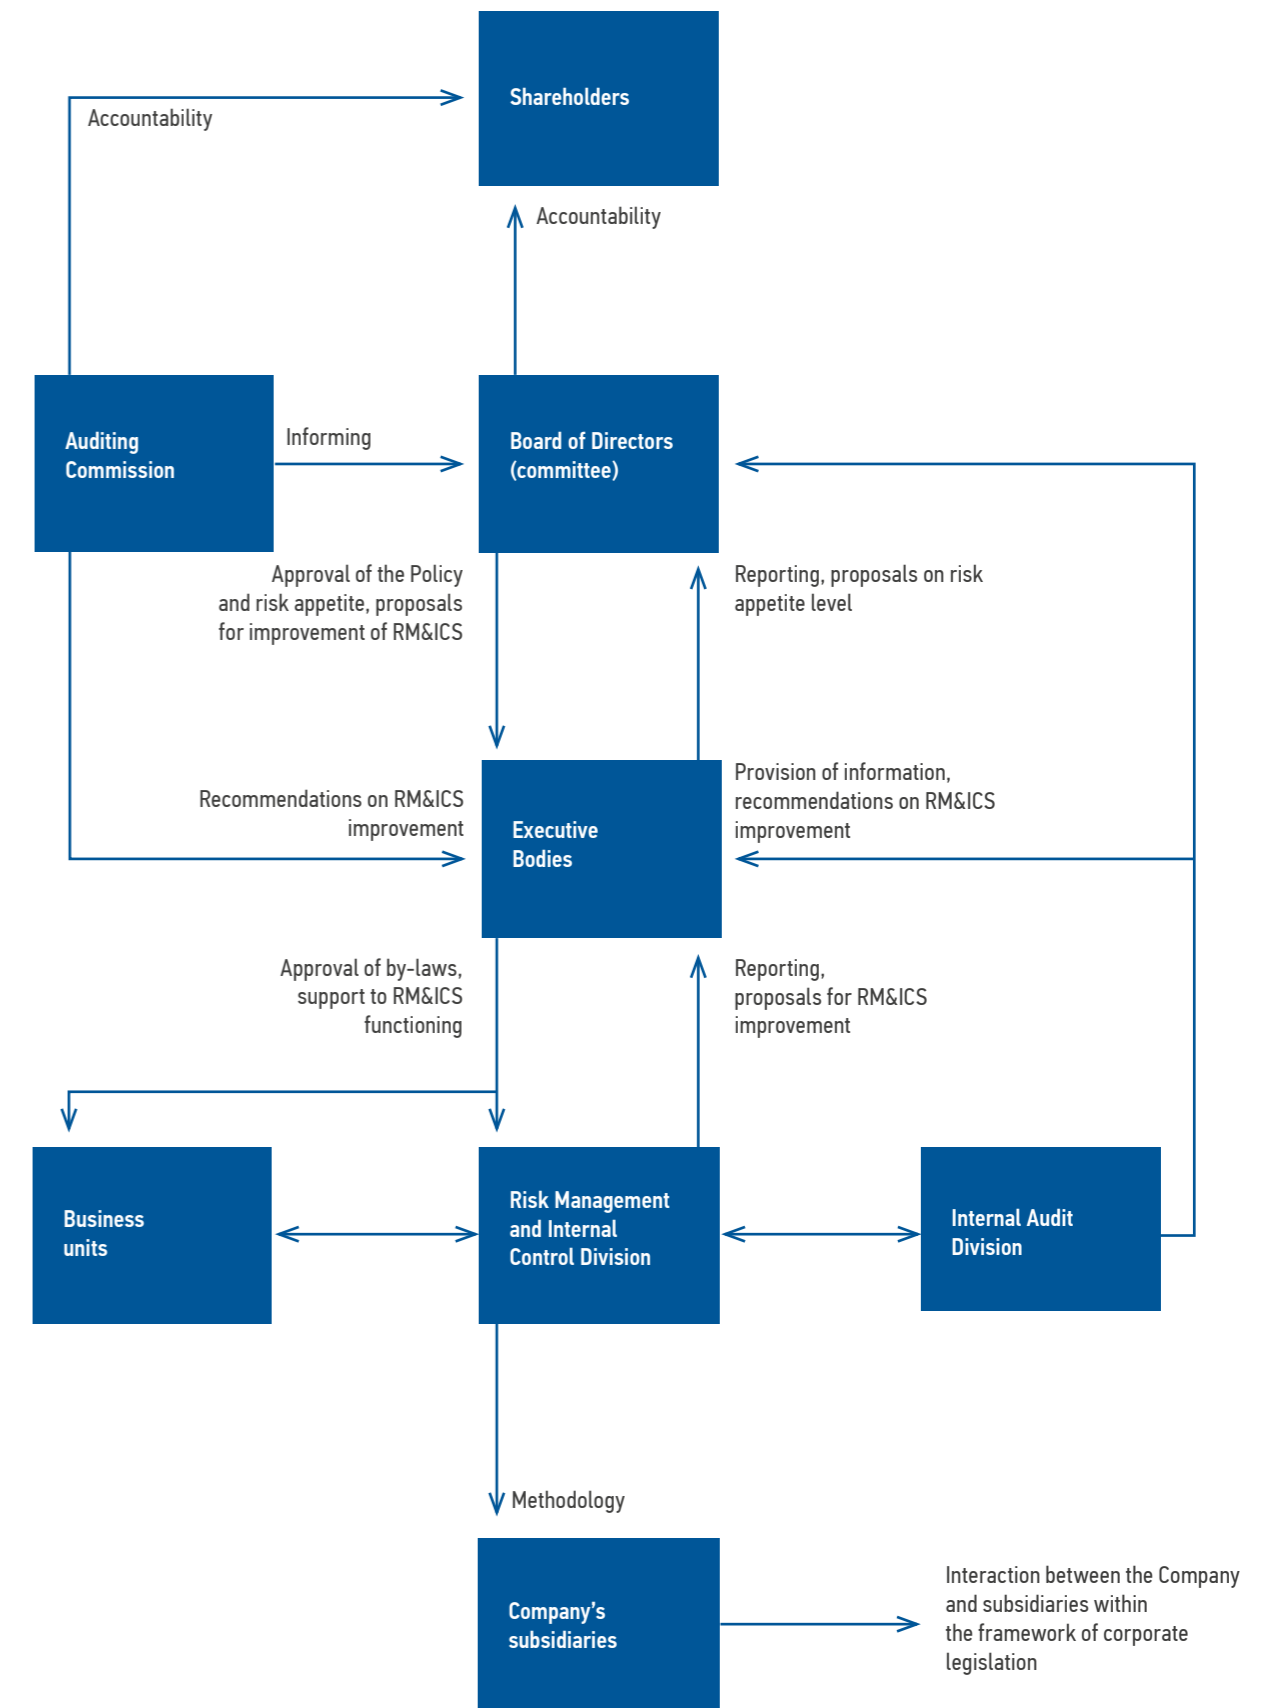 Shareholders
Accountability
Accountability
Auditing
Commission
Informing
Board of Directors
(committee)
Approval of the Policy
and risk appetite, proposals
for improvement of RM&ICS
Reporting, proposals on risk
appetite level
Recommendations on RM&ICS
improvement
Executive
Bodies
Provision of information,
recommendations on RM&ICS
improvement
Approval of by-laws,
support to RM&ICS
functioning
Reporting,
proposals for RM&ICS
improvement
Business
units
Risk Management
and Internal
Control Division
Internal Audit
Division
Methodology
Company’s
subsidiaries
Interaction between the Company
and subsidiaries within
the framework of corporate
legislation